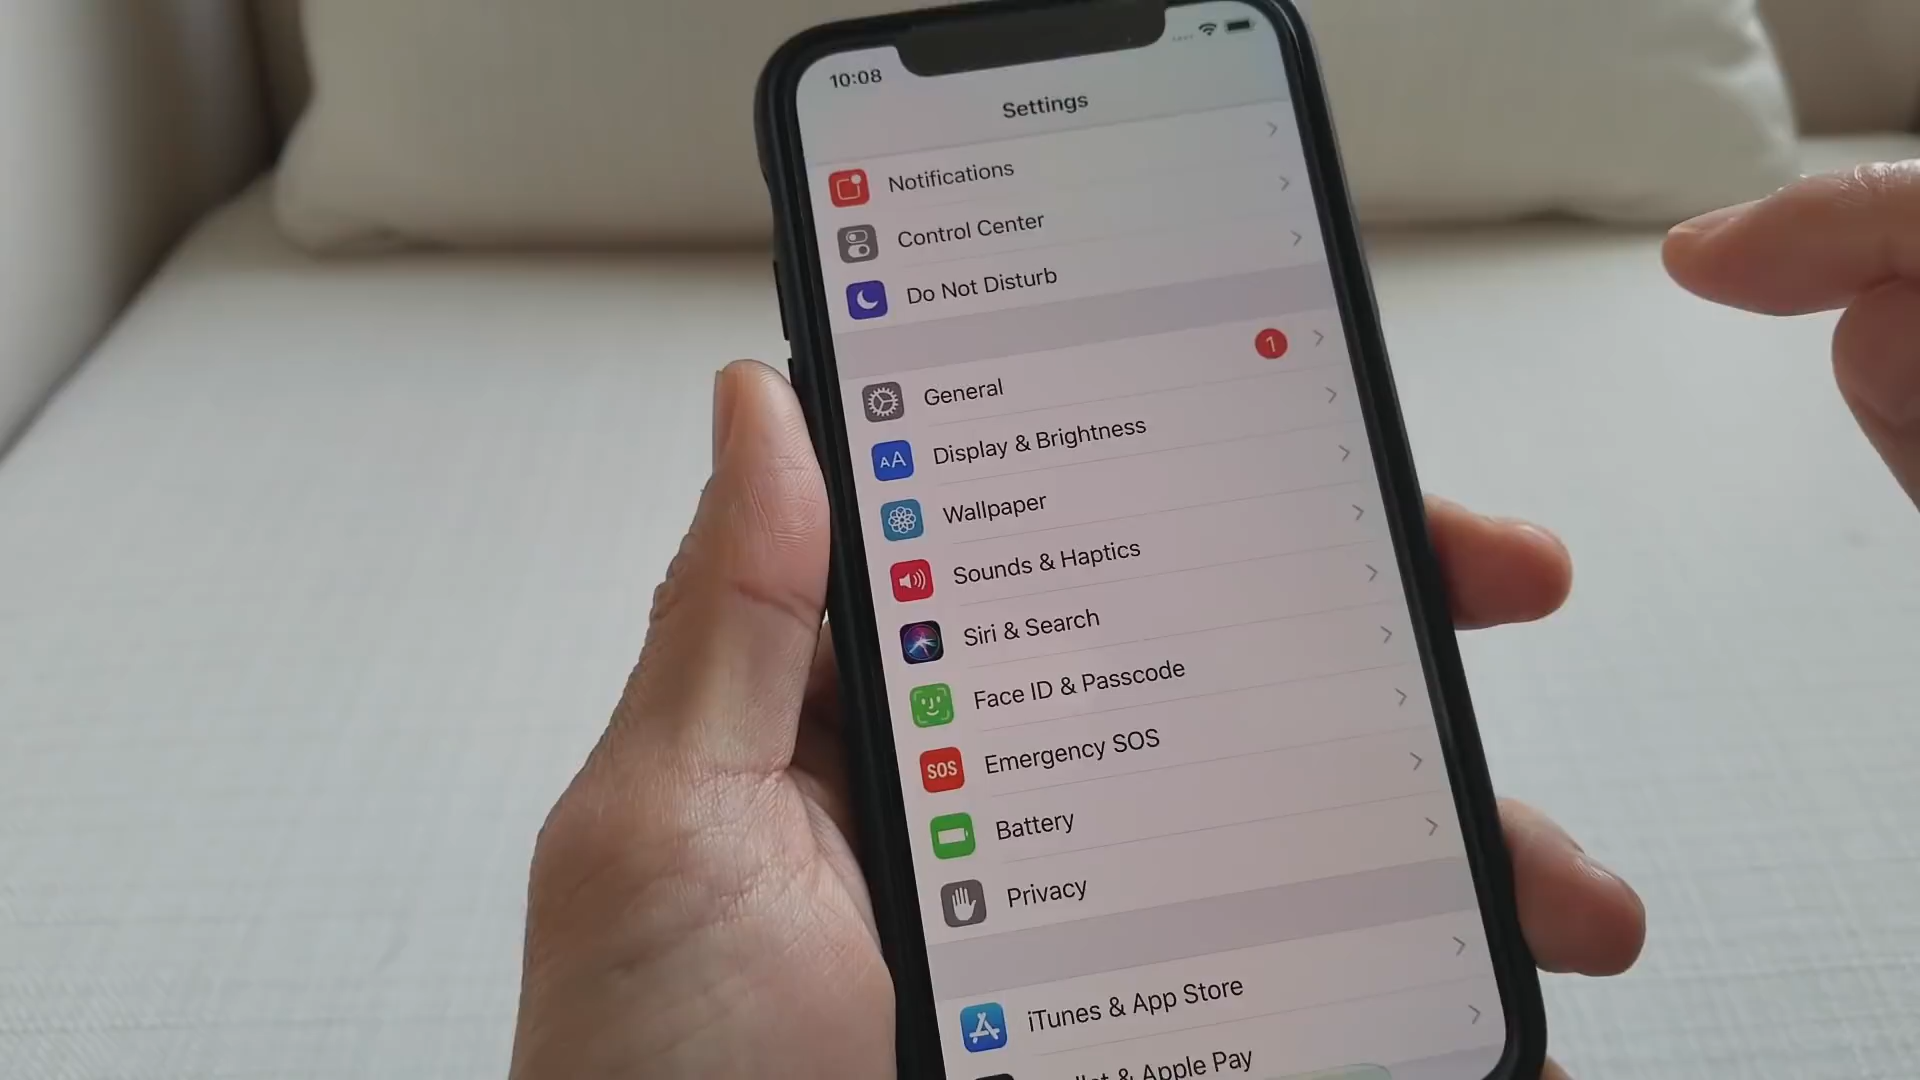 10:08
Settings
Notifications
Control Center
Do Not Disturb
General
1
AA
Display & Brightness
Wallpaper
Sounds & Haptics
Siri & Search
Face ID & Passcode
SOS
Emergency SOS
Battery
Privacy
iTunes & App Store
& Apple Pay